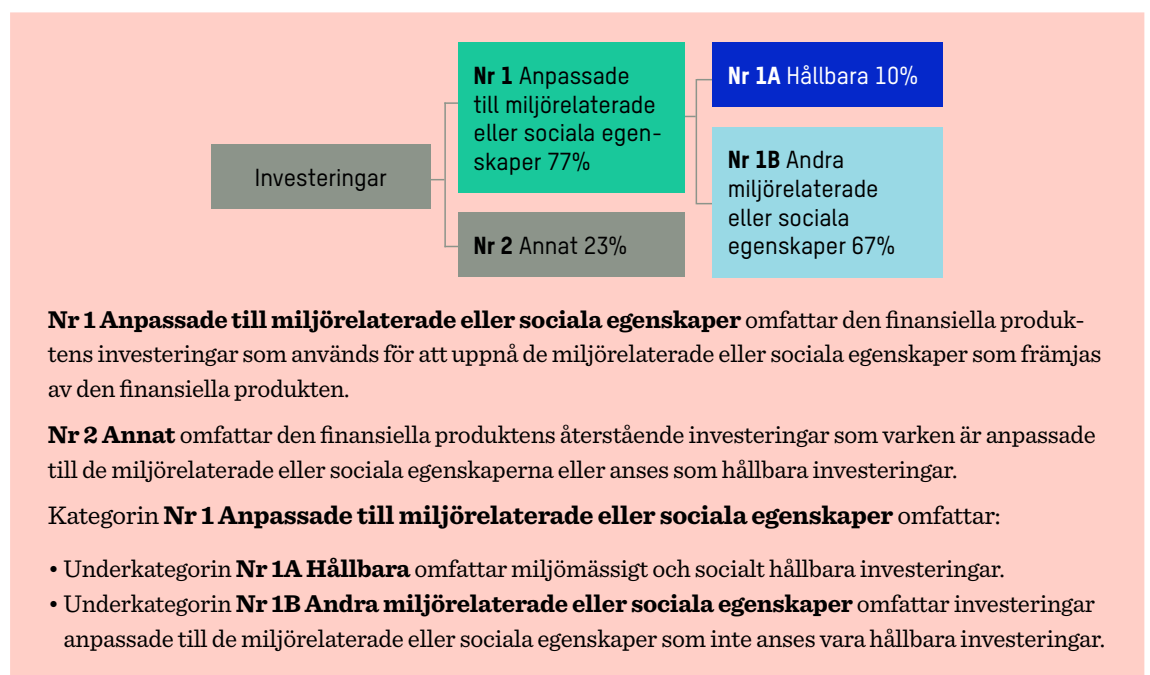 Investeringar
Nr 1 Anpassade
till miljörelaterade
eller sociala egen-
skaper 77%
Nr 2 Annat 23%
Nr 1A Hållbara 10%
Nr 1B Andra
miljörelaterade
eller sociala
egenskaper 67%
Nr 1 Anpassade till miljörelaterade eller sociala egenskaper omfattar den finansiella produk-
tens investeringar som används för att uppnå de miljörelaterade eller sociala egenskaper som främjas
av den finansiella produkten.
Nr 2 Annat omfattar den finansiella produktens återstående investeringar som varken är anpassade
till de miljörelaterade eller sociala egenskaperna eller anses som hållbara investeringar.
Kategorin Nr 1 Anpassade till miljörelaterade eller sociala egenskaper omfattar:
• Underkategorin Nr 1A Hållbara omfattar miljömässigt och socialt hållbara investeringar.
• Underkategorin Nr 1B Andra miljörelaterade eller sociala egenskaper omfattar investeringar
anpassade till de miljörelaterade eller sociala egenskaper som inte anses vara hållbara investeringar.